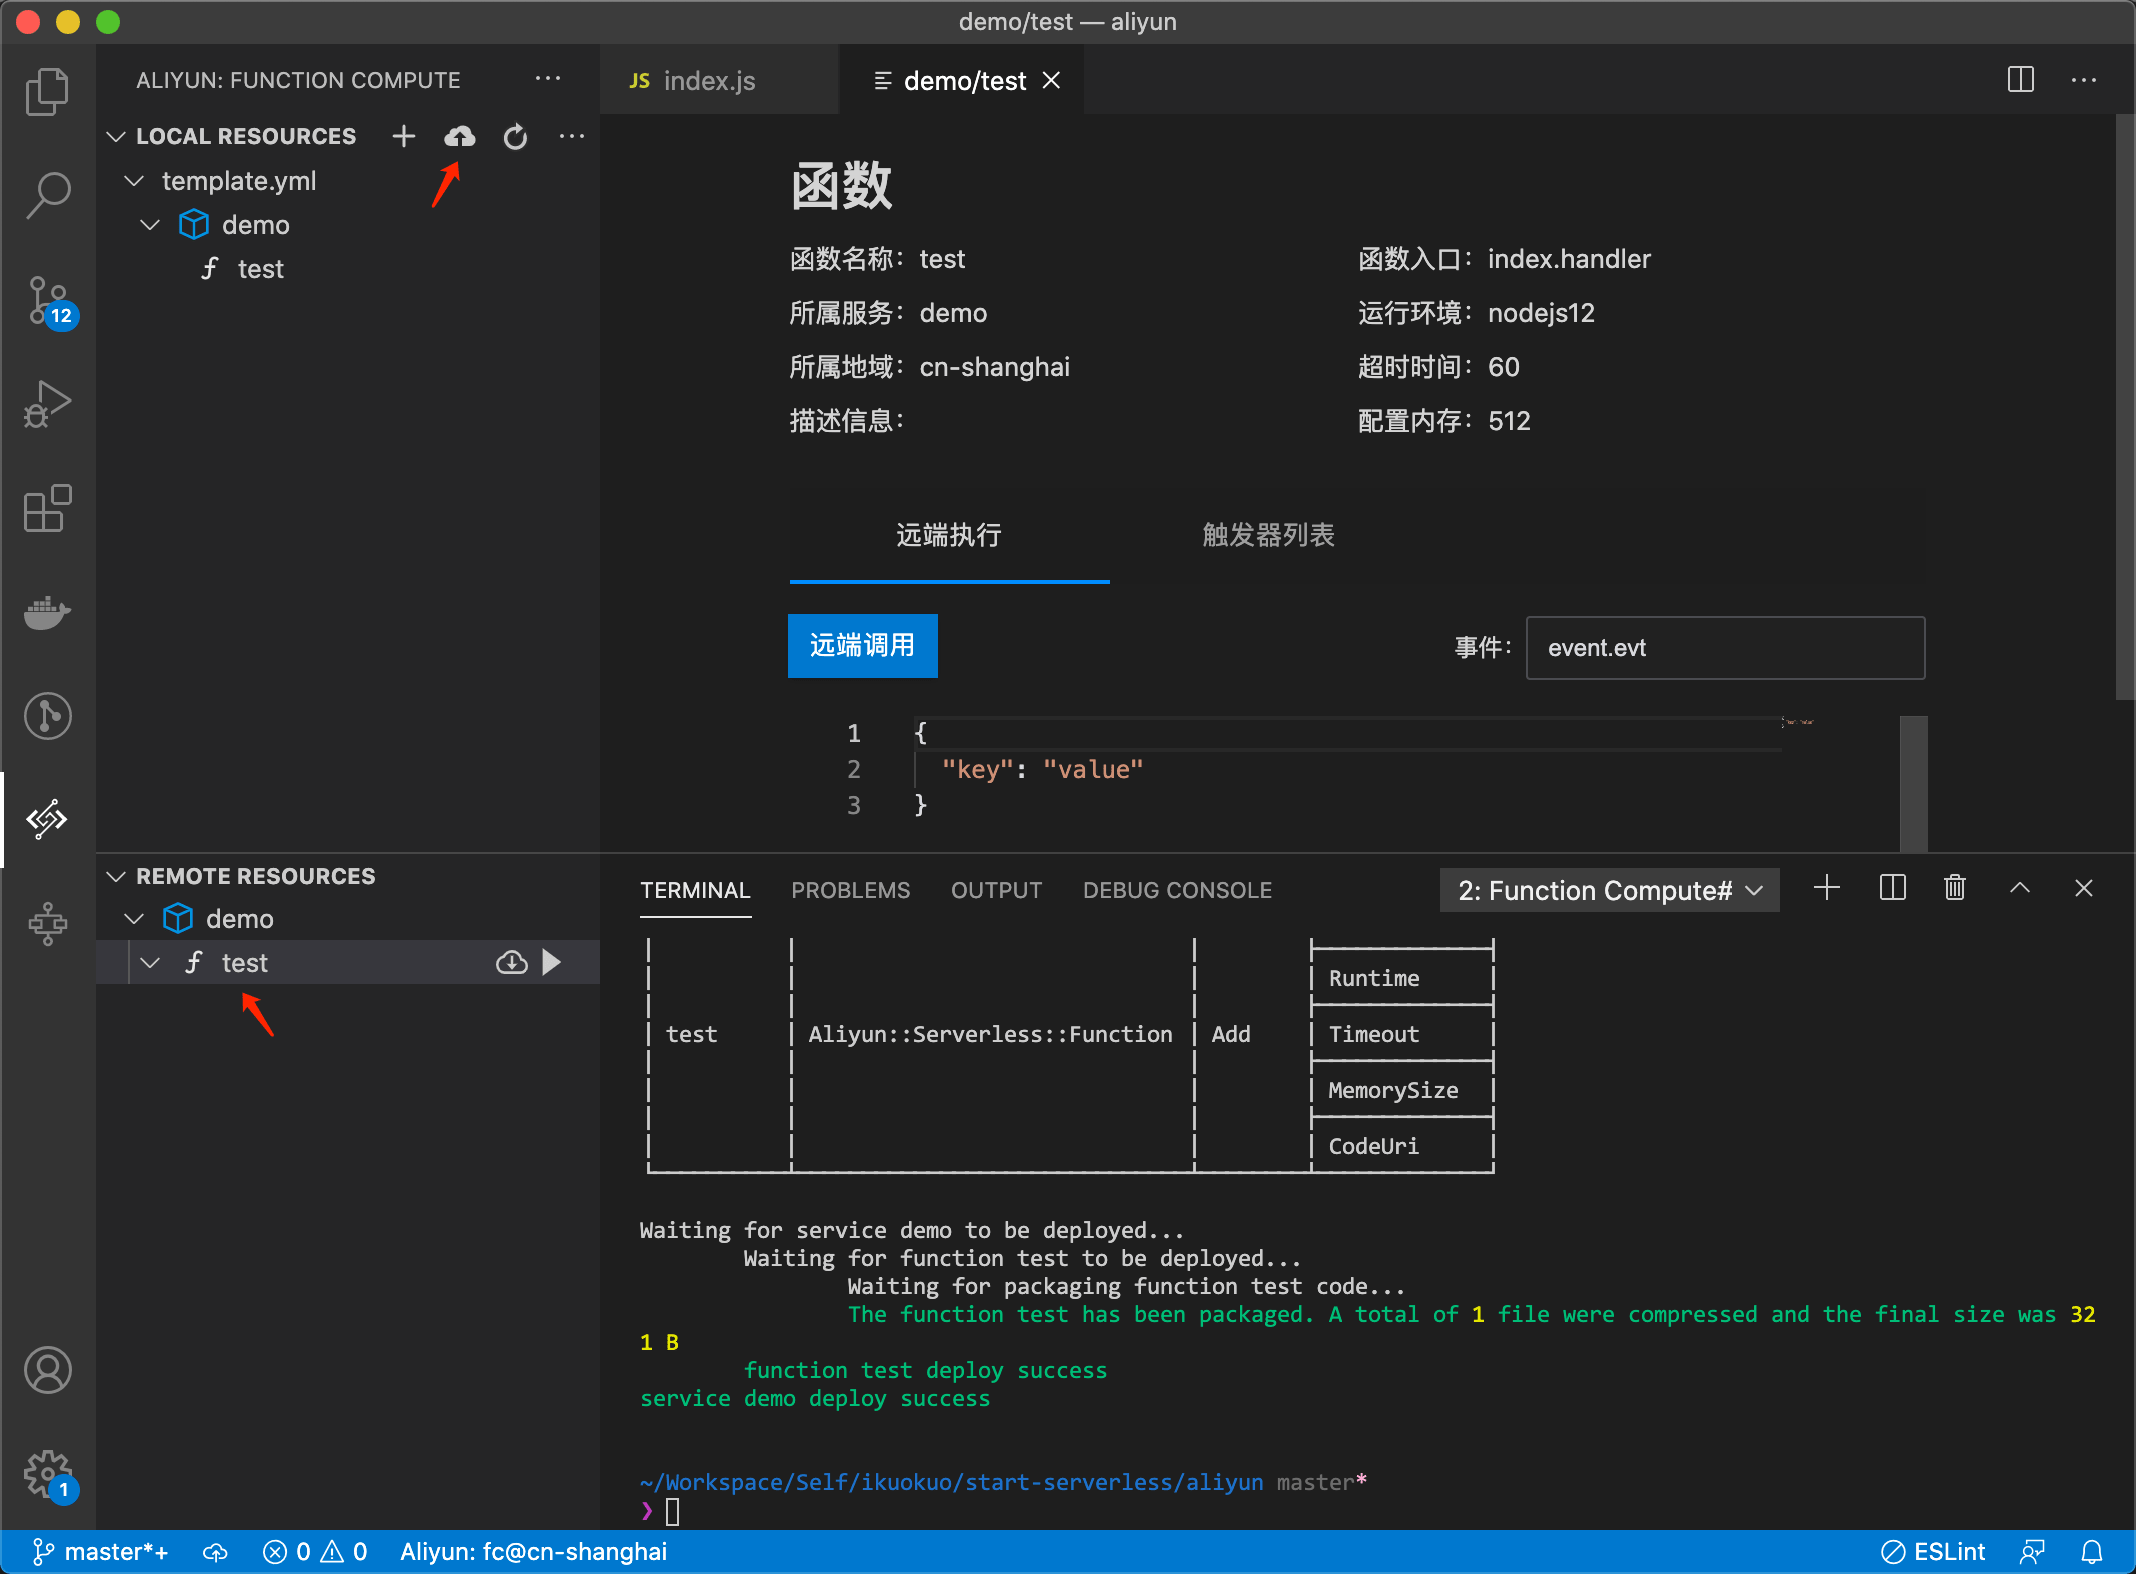 demo/test — aliyun
ALIYUN: FUNCTION COMPUTE
LOCAL RESOURCES
template.yml
demo
test
12
JS index.js
demo/test
函数
函数名称: test
函数入口: index.handler
所属服务: demo
运行环境: nodejs12
所属地域: cn-shanghai
超时时间: 60
描述信息:
配置内存: 512
远端执行
触发器列表
远端调用
事件: event.evt
1 {
2 "key": "value"
3 }
REMOTE RESOURCES
demo
test
TERMINAL PROBLEMS OUTPUT DEBUG CONSOLE
2: Function Compute#
Runtime
test Aliyun::Serverless::Function Add Timeout
MemorySize
CodeUri
Waiting for service demo to be deployed...
Waiting for function test to be deployed...
Waiting for packaging function test code...
The function test has been packaged. A total of 1 file were compressed and the final size was 32
1 B
function test deploy success
service demo deploy success
~/Workspace/Self/ikuokuo/start-serverless/aliyun master*
❯
1
master*+ 0 0 Aliyun: fc@cn-shanghai
ESLint